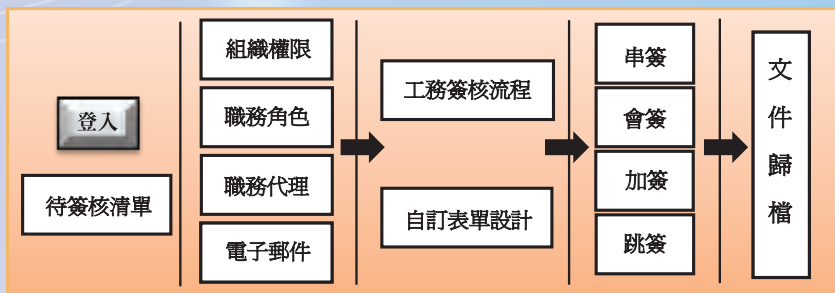 登入
待簽核清單
組織權限
職務角色
職務代理
電子郵件
工務簽核流程
自訂表單設計
串簽
會簽
加簽
跳簽
文件歸檔